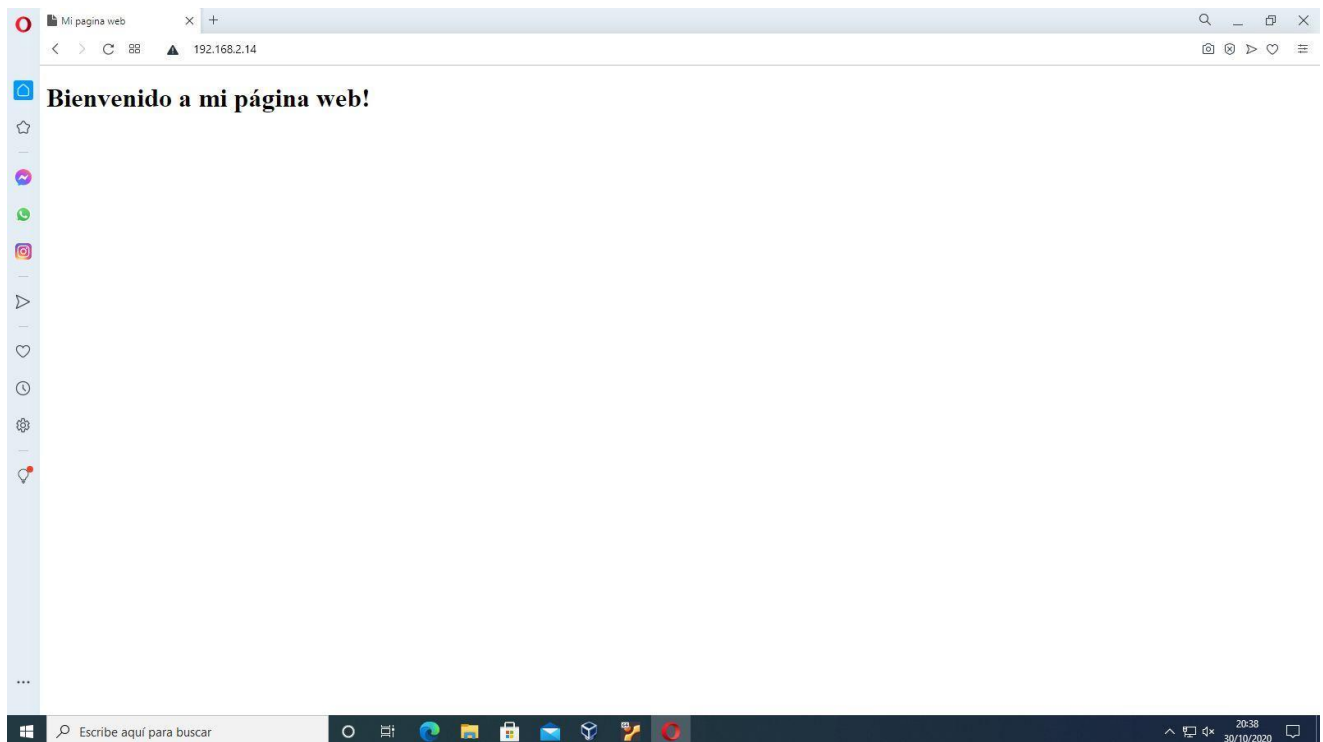 Mi pagina web
192.168.2.14
Bienvenido a mi página web!
Escribe aquí para buscar
20:38
30/10/2020